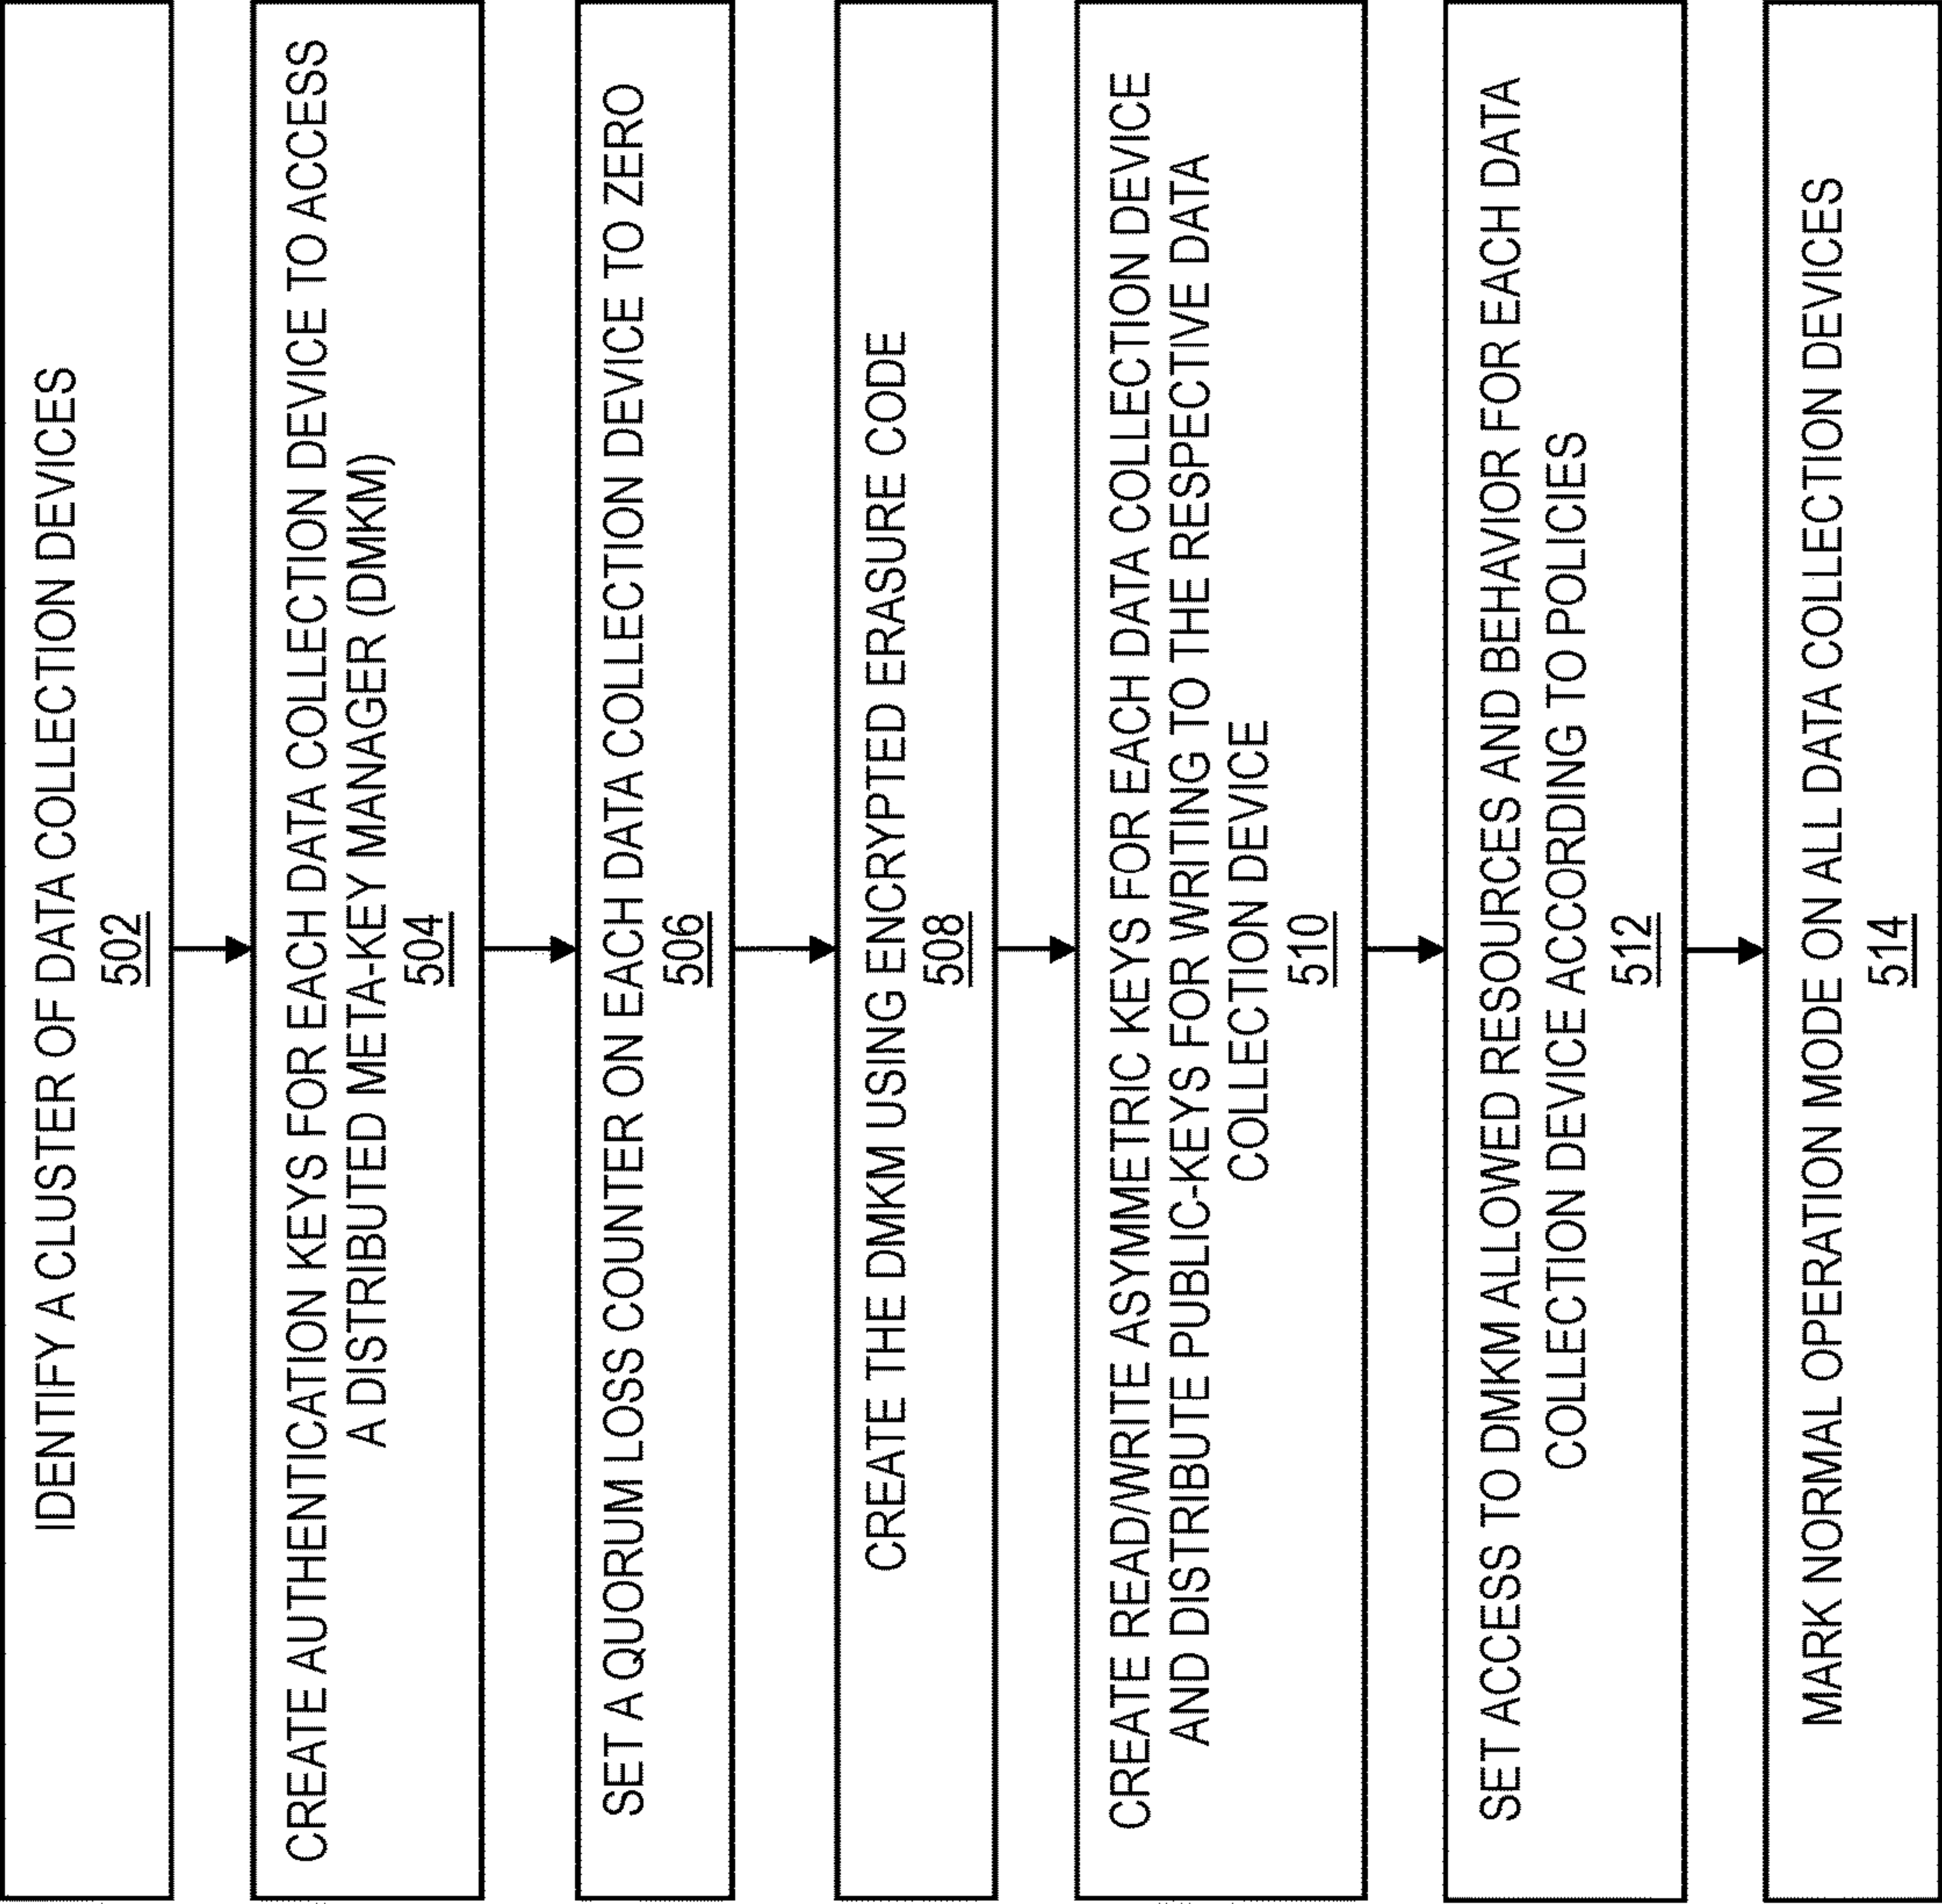 IDENTIFY A CLUSTER OF DATA COLLECTION DEVICES
502
CREATE AUTHENTICATION KEYS FOR EACH DATA COLLECTION DEVICE TO ACCESS
A DISTRIBUTED META-KEY MANAGER (DMKM)
504
SET A QUORUM LOSS COUNTER ON EACH DATA COLLECTION DEVICE TO ZERO
506
CREATE THE DMKM USING ENCRYPTED ERASURE CODE
508
CREATE READ/WRITE ASYMMETRIC KEYS FOR EACH DATA COLLECTION DEVICE
AND DISTRIBUTE PUBLIC-KEYS FOR WRITING TO THE RESPECTIVE DATA
COLLECTION DEVICE
510
SET ACCESS TO DMKM ALLOWED RESOURCES AND BEHAVIOR FOR EACH DATA
COLLECTION DEVICE ACCORDING TO POLICIES
512
MARK NORMAL OPERATION MODE ON ALL DATA COLLECTION DEVICES
514